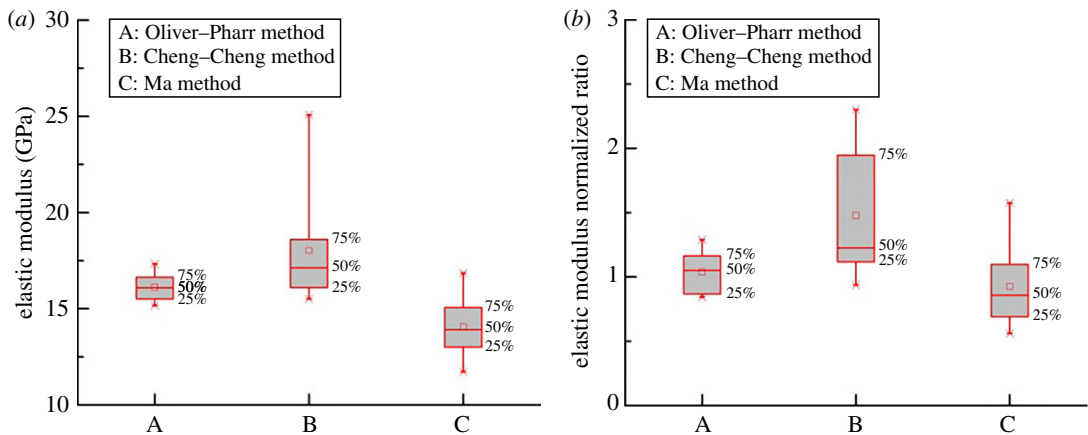 (a)
30
25
20
15
10
elastic modulus (GPa)
A: Oliver–Pharr method
B: Cheng–Cheng method
C: Ma method
75%
50%
25%
75%
50%
25%
75%
50%
25%
A B C
(b)
3
2
1
0
elastic modulus normalized ratio
A: Oliver–Pharr method
B: Cheng–Cheng method
C: Ma method
75%
50%
25%
75%
50%
25%
75%
50%
25%
A B C